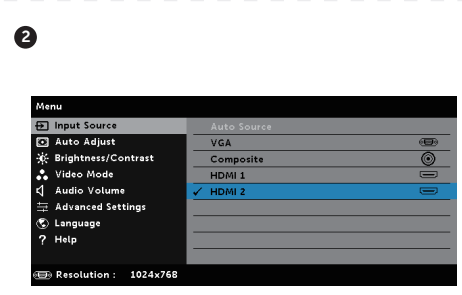 2
Menu
Input Source
Auto Adjust
Brightness/Contrast
Video Mode
Audio Volume
Advanced Settings
Language
? Help
Auto Source
VGA
Composite
HDMI 1
✓ HDMI 2
Resolution : 1024x768